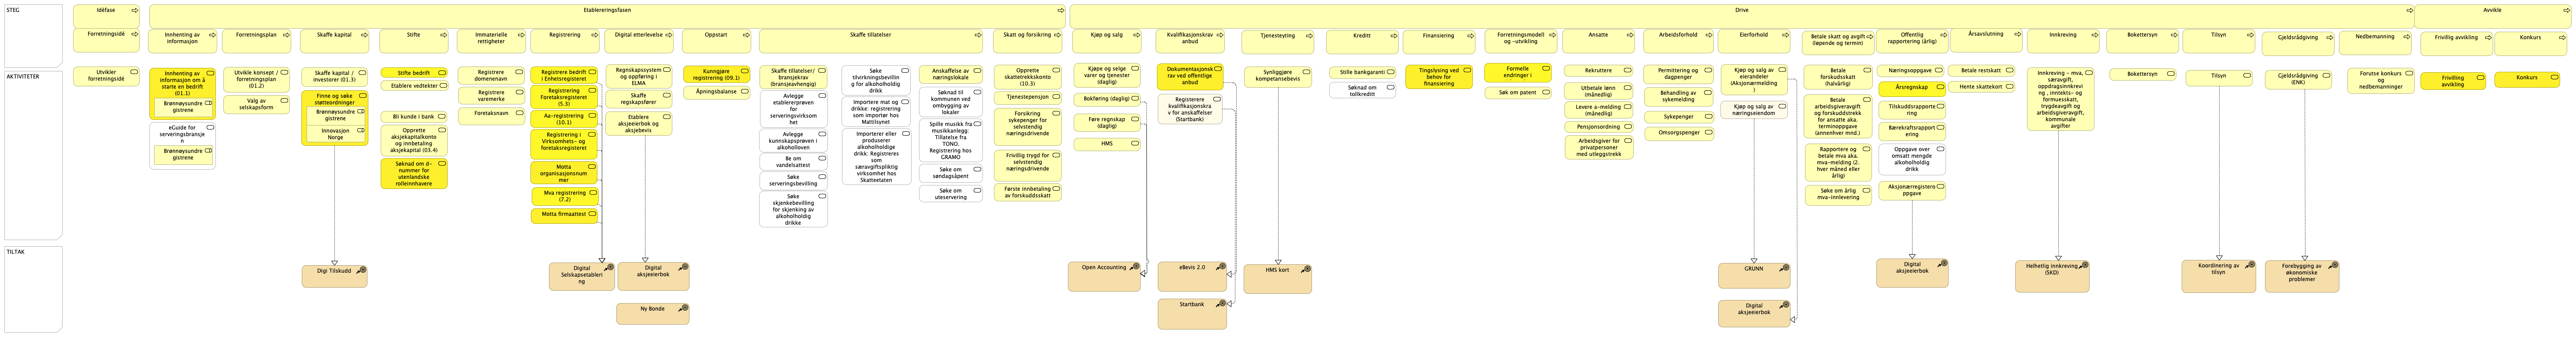 STEG
Idéfase
Etableringsfasen
Drive
Avvikle
Forretningsidé
Innhenting av
informasjon
Forretningsplan
Skaffe kapital
Stifte
Immaterielle
rettigheter
Registrering
Digital etterlevelse
Oppstart
Skaffe tillatelser
Skatt og forsikring
Kjøp og salg
Kvalifikasjonskrav
anbud
Tjenesteyting
Kreditt
Finansiering
Forretningsmodell
og -utvikling
Ansatte
Arbeidsforhold
Eierforhold
Betale skatt og avgift
(løpende og termin)
Offentlig
rapportering (årlig)
Årsavslutning
Innkreving
Bokettersyn
Tilsyn
Gjeldsrådgiving
Nedbemanning
Frivillig avvikling
Konkurs
AKTIVITETER
Utvikler
forretningsidé
Innhenting av
informasjon om å
starte en bedrift
(01.1)
Brønnøysundre
gistrene
eGuide for
serveringsbransje
n
Brønnøysundre
gistrene
Utvikle konsept /
forretningsplan
(01.2)
Valg av
selskapsform
Skaffe kapital /
investorer (01.3)
Finne og søke
støtteordninger
Brønnøysundre
gistrene
Innovasjon
Norge
Stifte bedrift
Etablere vedtekter
Bli kunde i bank
Opprette
aksjekapitalkonto
og innbetaling
aksjekapital (03.4)
Søknad om d-
nummer for
utenlandske
rolleinnhavere
Registrere
domenenavn
Registrere
varemerke
Foretaksnavn
Registrere bedrift
i Enhetsregisteret
Registrering
Foretaksregisteret
(5.3)
Aa-registrering
(10.1)
Registrering i
Virksomhets- og
foretaksregisteret
Motta
organisasjonsnum
mer
Mva registrering
(7.2)
Motta firmaattest
Regnskapssystem
og oppføring i
ELMA
Skaffe
regnskapsfører
Etablere
aksjeeierbok og
aksjebevis
Kunngjøre
registrering (09.1)
Åpningsbalanse
Skaffe tillatelser/
bransjekrav
(bransjeavhengig)
Avlegge
etablererprøven
for
serveringsvirksom
het
Avlegge
kunnskapsprøven i
alkoholloven
Be om
vandelsattest
Søke
serveringsbevilling
Søke
skjenkebevilling
for skjenking av
alkoholholdig
drikke
Søke
tilvirkningsbevillin
g for alkoholholdig
drikk
Importere mat og
drikke: registrering
som importør hos
Mattilsynet
Importerer eller
produserer
alkoholholdige
drikk: Registreres
som
særavgiftspliktig
virksomhet hos
Skatteetaten
Anskaffelse av
næringslokale
Søknad til
kommunen ved
ombygging av
lokaler
Spille musikk fra
musikkanlegg:
Tillatelse fra
TONO.
Registrering hos
GRAMO
Søke om
søndagsåpent
Søke om
uteservering
Opprette
skattetrekkskonto
(10.3)
Tjenestepensjon
Forsikring
sykepenger for
selvstendig
næringsdrivende
Frivillig trygd for
selvstendig
næringsdrivende
Første innbetaling
av forskuddsskatt
Kjøpe og selge
varer og tjenester
(daglig)
Bokføring (daglig)
Føre regnskap
(daglig)
HMS
Dokumentasjonsk
rav ved offentlige
anbud
Registerere
kvalifikasjonskra
v for anskaffelser
(Startbank)
Synliggjøre
kompetansebevis
Stille bankgaranti
Søknad om
tollkreditt
Tinglysing ved
behov for
finansiering
Formelle
endringer i
Søk om patent
Rekruttere
Utbetale lønn
(månedlig)
Levere a-melding
(månedlig)
Pensjonsordning
Arbeidsgiver for
privatpersoner
med utleggstrekk
Permittering og
dagpenger
Behandling av
sykemelding
Sykepenger
Omsorgspenger
Kjøp og salg av
eierandeler
(Aksjonærmelding
)
Kjøp og salg av
næringseiendom
Betale
forskudsskatt
(halvårlig)
Betale
arbeidsgiveravgift
og forskuddstrekk
for ansatte aka.
terminoppgave
(annenhver mnd.)
Rapportere og
betale mva aka.
mva-melding (2.
hver måned eller
årlig)
Søke om årlig
mva-innlevering
Næringsoppgave
Årsregnskap
Tilskuddsrapporte
ring
Bærekraftsrapport
ering
Oppgave over
omsatt mengde
alkoholholdig
drikk
Aksjonærregistero
ppgave
Betale restskatt
Hente skattekort
Innkreving - mva,
særavgift,
oppdragsinnkrevi
ng , inntekts- og
formuesskatt,
trygdeavgift og
arbeidsgiveravgift,
kommunale
avgifter
Bokettersyn
Tilsyn
Gjeldsrådgiving
(ENK)
Forutse konkurs
og
nedbemanninger
Frivilling
avvikling
Konkurs
TILTAK
Digi Tilskudd
Digital
Selskapsetableri
ng
Digital
aksjeeierbok
Ny Bonde
Open Accounting
eBevis 2.0
Startbank
HMS kort
GRUNN
Digital
aksjeeierbok
Digital
aksjeeierbok
Helhetlig innkreving
(SKD)
Koordinering av
tilsyn
Forebygging av
økonomiske
problemer